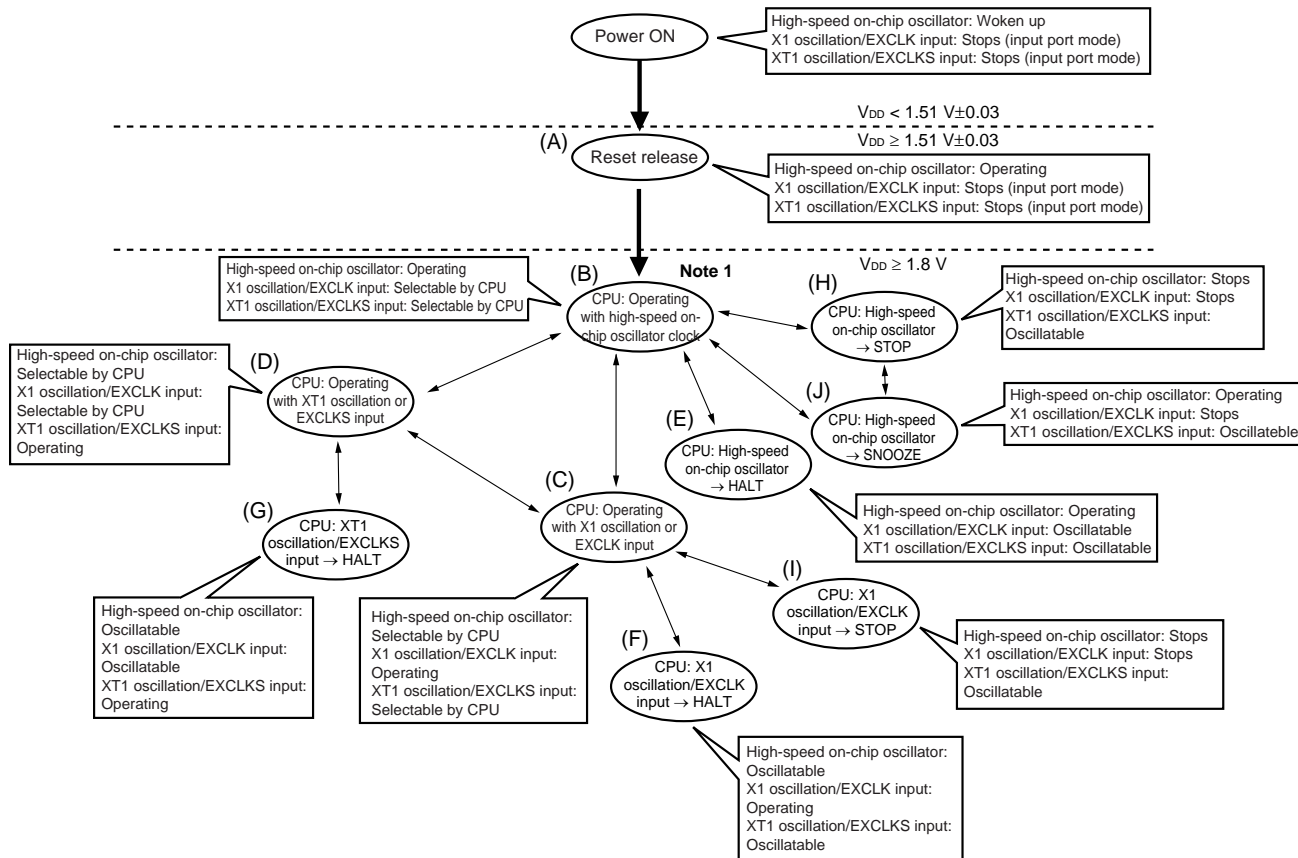 Power ON
High-speed on-chip oscillator: Woken up
X1 oscillation/EXCLK input: Stops (input port mode)
XT1 oscillation/EXCLKS input: Stops (input port mode)
VDD < 1.51 V±0.03
(A)
VDD ≥ 1.51 V±0.03
Reset release
High-speed on-chip oscillator: Operating
X1 oscillation/EXCLK input: Stops (input port mode)
XT1 oscillation/EXCLKS input: Stops (input port mode)
VDD ≥ 1.8 V
Note 1
(B)
High-speed on-chip oscillator: Operating
X1 oscillation/EXCLK input: Selectable by CPU
XT1 oscillation/EXCLKS input: Selectable by CPU
CPU: Operating
with high-speed on-
chip oscillator clock
(H)
CPU: High-speed
on-chip oscillator
→ STOP
High-speed on-chip oscillator: Stops
X1 oscillation/EXCLK input: Stops
XT1 oscillation/EXCLKS input:
Oscillatable
(D)
High-speed on-chip oscillator:
Selectable by CPU
X1 oscillation/EXCLK input:
Selectable by CPU
XT1 oscillation/EXCLKS input:
Operating
CPU: Operating
with XT1 oscillation or
EXCLKS input
(J)
CPU: High-speed
on-chip oscillator
→ SNOOZE
High-speed on-chip oscillator: Operating
X1 oscillation/EXCLK input: Stops
XT1 oscillation/EXCLKS input: Oscillateble
(E)
CPU: High-speed
on-chip oscillator
→ HALT
High-speed on-chip oscillator: Operating
X1 oscillation/EXCLK input: Oscillatable
XT1 oscillation/EXCLKS input: Oscillatable
(C)
CPU: Operating
with X1 oscillation or
EXCLK input
High-speed on-chip oscillator:
Selectable by CPU
X1 oscillation/EXCLK input:
Operating
XT1 oscillation/EXCLKS input:
Selectable by CPU
(G)
CPU: XT1
oscillation/EXCLKS
input → HALT
High-speed on-chip oscillator:
Oscillatable
X1 oscillation/EXCLK input:
Oscillatable
XT1 oscillation/EXCLKS input:
Operating
(I)
CPU: X1
oscillation/EXCLK
input → STOP
High-speed on-chip oscillator: Stops
X1 oscillation/EXCLK input: Stops
XT1 oscillation/EXCLKS input:
Oscillatable
(F)
CPU: X1
oscillation/EXCLK
input → HALT
High-speed on-chip oscillator:
Oscillatable
X1 oscillation/EXCLK input:
Operating
XT1 oscillation/EXCLKS input:
Oscillatable